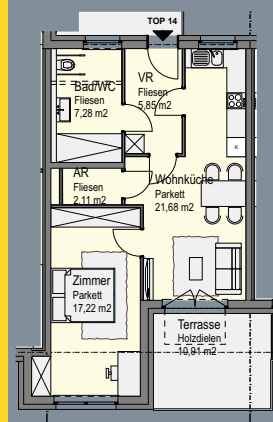 TOP 14
VR
Fliesen
5,85 m2
Bad/WC
Fliesen
7,28 m2
K
AR
Fliesen
2,11 m2
Wohnküche
Parkett
21,68 m2
Zimmer
Parkett
17,22 m2
Terrasse
Holzdielen
10,91 m2